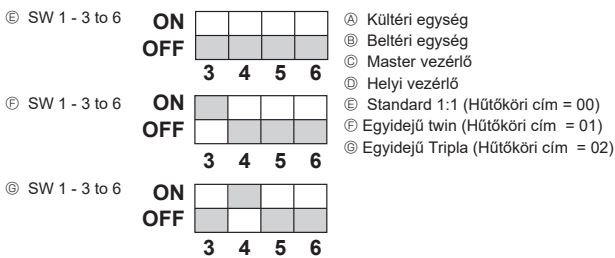 Ⓔ SW 1 - 3 to 6
ON
OFF
3 4 5 6
Ⓕ SW 1 - 3 to 6
ON
OFF
3 4 5 6
Ⓖ SW 1 - 3 to 6
ON
OFF
3 4 5 6
Ⓐ Kültéri egység
Ⓑ Beltéri egység
Ⓒ Master vezérlő
Ⓓ Helyi vezérlő
Ⓔ Standard 1:1 (Hűtőköri cím = 00)
Ⓕ Egyidejű twin (Hűtőköri cím = 01)
Ⓖ Egyidejű Tripla (Hűtőköri cím = 02)